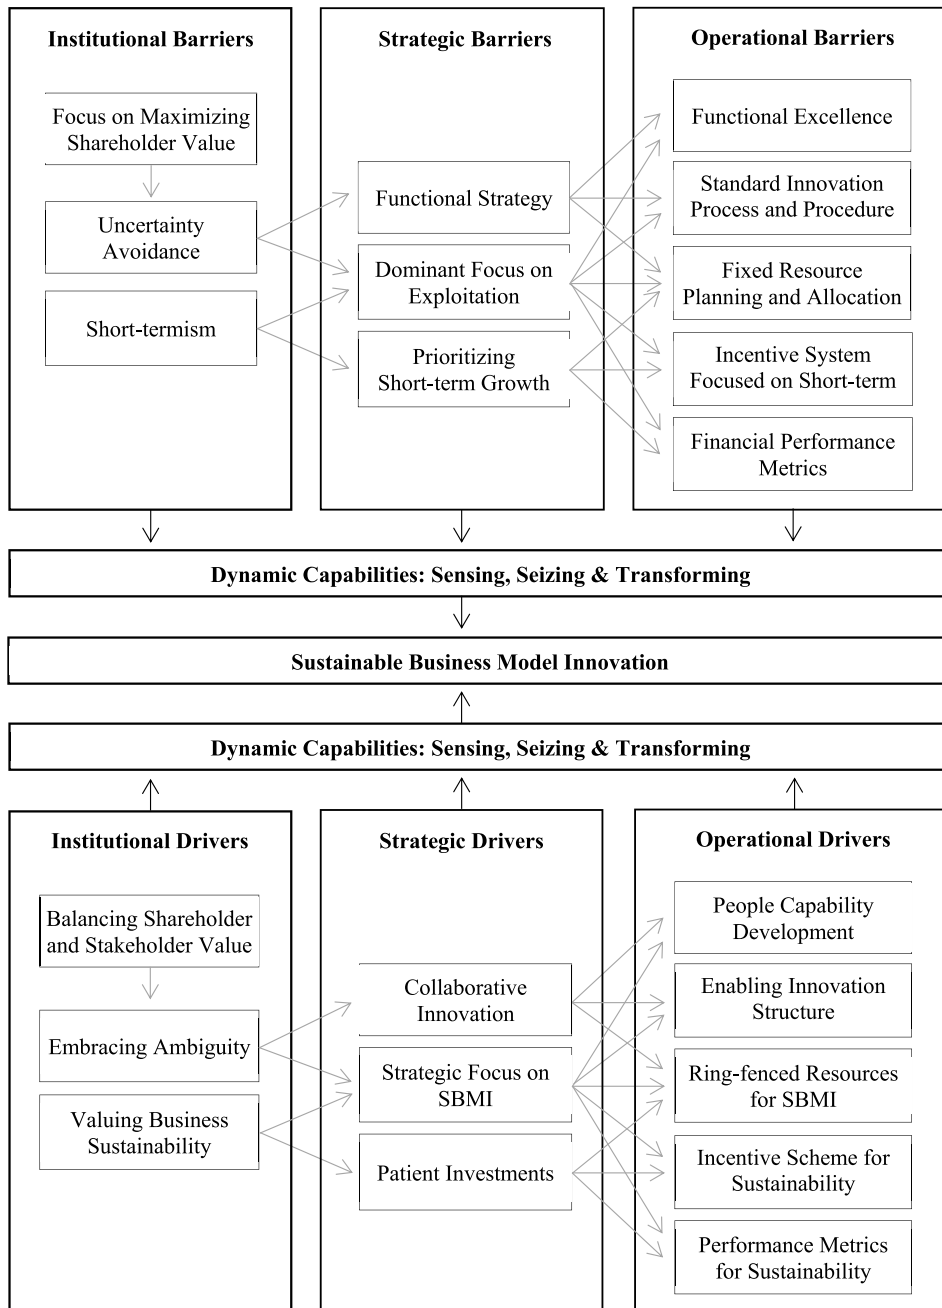 Institutional Barriers
Focus on Maximizing
Shareholder Value
Uncertainty
Avoidance
Short-termism
Strategic Barriers
Functional Strategy
Dominant Focus on
Exploitation
Prioritizing
Short-term Growth
Operational Barriers
Functional Excellence
Standard Innovation
Process and Procedure
Fixed Resource
Planning and Allocation
Incentive System
Focused on Short-term
Financial Performance
Metrics
Dynamic Capabilities: Sensing, Seizing & Transforming
Sustainable Business Model Innovation
Dynamic Capabilities: Sensing, Seizing & Transforming
Institutional Drivers
Balancing Shareholder
and Stakeholder Value
Embracing Ambiguity
Valuing Business
Sustainability
Strategic Drivers
Collaborative
Innovation
Strategic Focus on
SBMI
Patient Investments
Operational Drivers
People Capability
Development
Enabling Innovation
Structure
Ring-fenced Resources
for SBMI
Incentive Scheme for
Sustainability
Performance Metrics
for Sustainability